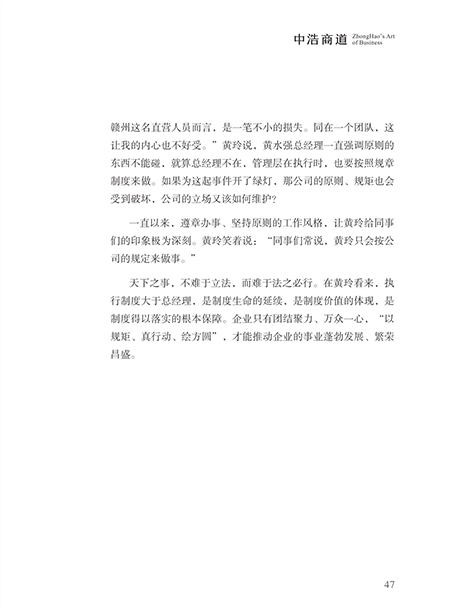 中浩商道 ZhongHao's Art
of Business
赣州这名直营人员而言，是一笔不小的损失。同在一个团队，这
让我的内心也不好受。”黄玲说，黄水强总经理一直强调原则的
东西不能碰，就算总经理不在，管理层在执行时，也要按照规章
制度来做。如果为这起事件开了绿灯，那公司的原则、规矩也会
受到破坏，公司的立场又该如何维护？
一直以来，遵章办事、坚持原则的工作风格，让黄玲给同事
们的印象极为深刻。黄玲笑着说：“同事们常说，黄玲只会按公
司的规定来做事。”
天下之事，不难于立法，而难于法之必行。在黄玲看来，执
行制度大于总经理，是制度生命的延续，是制度价值的体现，是
制度得以落实的根本保障。企业只有团结聚力、万众一心，“以
规矩、真行动、绘方圆”，才能推动企业的事业蓬勃发展、繁荣
昌盛。
47